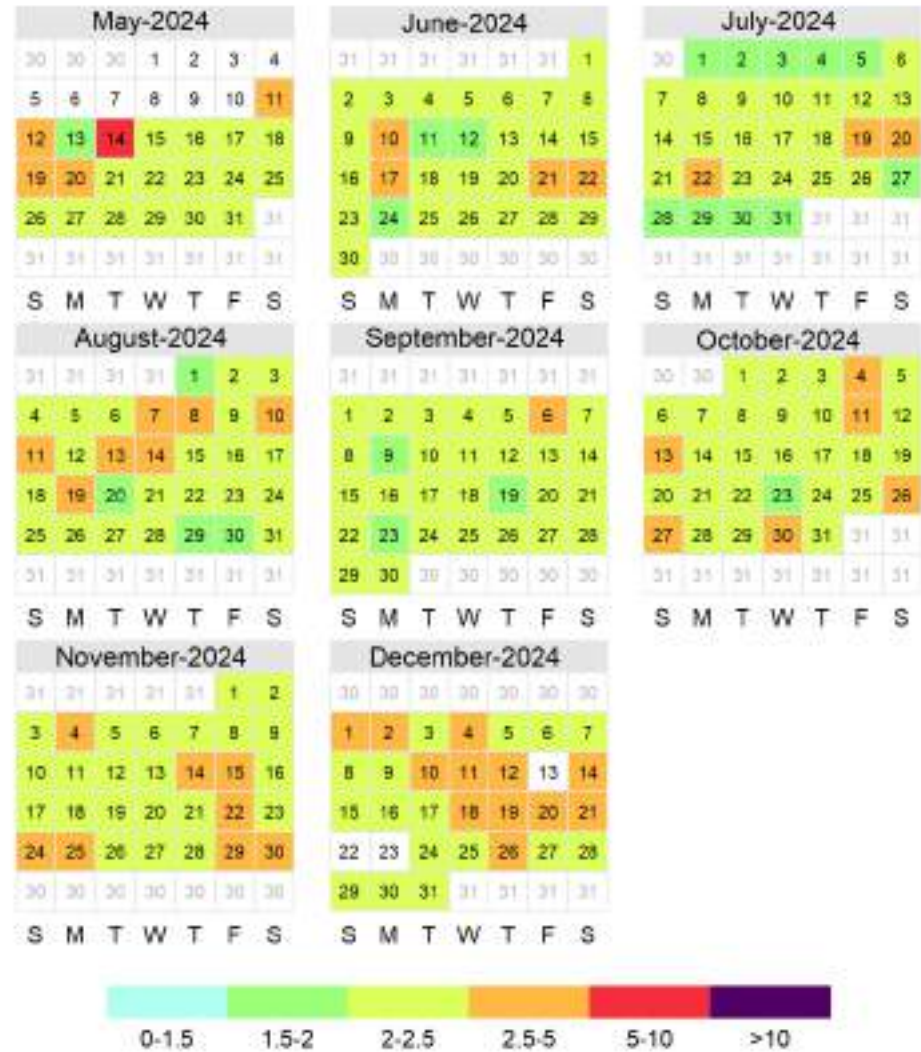 May-2024
30 30 30 1 2 3 4
5 6 7 8 9 10 11
12 13 14 15 16 17 18
19 20 21 22 23 24 25
26 27 28 29 30 31 31
31 31 31 31 31 31 31
S M T W T F S
June-2024
31 31 31 31 31 31 1
2 3 4 5 6 7 8
9 10 11 12 13 14 15
16 17 18 19 20 21 22
23 24 25 26 27 28 29
30 30 30 30 30 30 30
S M T W T F S
July-2024
30 1 2 3 4 5 6
7 8 9 10 11 12 13
14 15 16 17 18 19 20
21 22 23 24 25 26 27
28 29 30 31 31 31 31
31 31 31 31 31 31 31
S M T W T F S
August-2024
31 31 31 31 1 2 3
4 5 6 7 8 9 10
11 12 13 14 15 16 17
18 19 20 21 22 23 24
25 26 27 28 29 30 31
31 31 31 31 31 31 31
S M T W T F S
September-2024
31 31 31 31 31 31 31
1 2 3 4 5 6 7
8 9 10 11 12 13 14
15 16 17 18 19 20 21
22 23 24 25 26 27 28
29 30 30 30 30 30 30
S M T W T F S
October-2024
30 30 1 2 3 4 5
6 7 8 9 10 11 12
13 14 15 16 17 18 19
20 21 22 23 24 25 26
27 28 29 30 31 31 31
31 31 31 31 31 31 31
S M T W T F S
November-2024
31 31 31 31 31 1 2
3 4 5 6 7 8 9
10 11 12 13 14 15 16
17 18 19 20 21 22 23
24 25 26 27 28 29 30
30 30 30 30 30 30 30
S M T W T F S
December-2024
30 30 30 30 30 30 30
1 2 3 4 5 6 7
8 9 10 11 12 13 14
15 16 17 18 19 20 21
22 23 24 25 26 27 28
29 30 31 31 31 31 31
S M T W T F S
0-1.5 1.5-2 2-2.5 2.5-5 5-10 >10